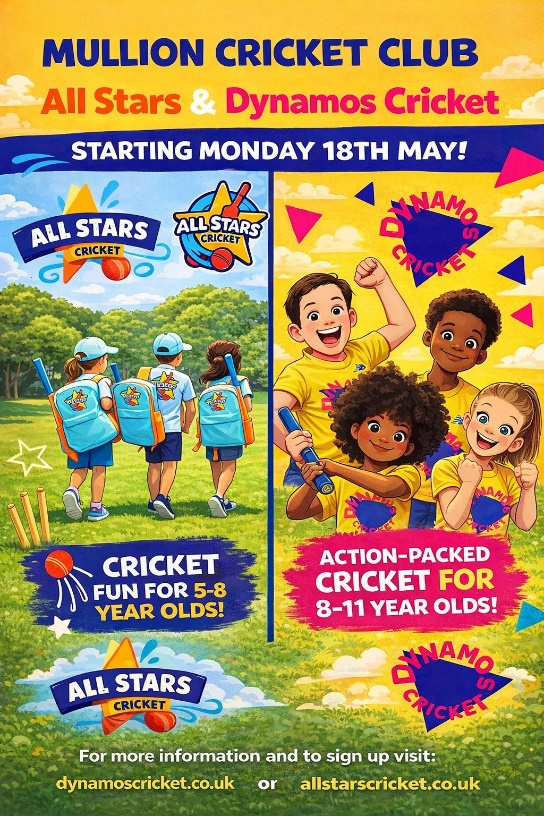 MULLION CRICKET CLUB
All Stars & Dynamos Cricket
STARTING MONDAY 18TH MAY!
ALL STARS
CRICKET
ALL STARS
CRICKET
DYNAMOS
CRICKET
CRICKET
FUN FOR 5-8
YEAR OLDS!
ACTION-PACKED
CRICKET FOR
8-11 YEAR OLDS!
ALL STARS
CRICKET
DYNAMOS
CRICKETS
For more information and to sign up visit:
dynamoscricket.co.uk or allstarscricket.co.uk